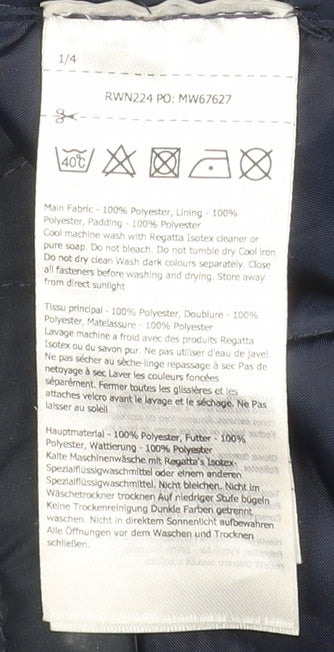 1/4
RWN224 PO: MW67627
40°C
Main Fabric - 100% Polyester, Lining - 100%
Polyester, Padding - 100% Polyester
Cool machine wash with Regatta Isotex cleaner or
pure soap. Do not bleach. Do not tumble dry Cool iron
Do not dry clean Wash dark colours separately. Close
all fasteners before washing and drying. Store away
from direct sunlight
Tissu principal - 100% Polyester, Doublure - 100%
Polyester, Matelassure - 100% Polyester
Lavage machine a froid avec des produits Regatta
Isotex ou du savon pur. Ne pas utiliser d'eau de javel.
Ne pas sécher au sèche-linge repassage à sec Pas de
netoyage à sec Laver les couleurs foncées
séparément. Fermer toutes les glissières et les
attaches velcro avant le lavage et le séchage. Ne Pas
laisser au soleil
Hauptmaterial - 100% Polyester, Futter - 100%
Polyester, Wattierung - 100% Polyester
Kalte Maschinenwäsche mit Regatta's Isotex-
Spezialflüssigwaschmittel oder einem anderen
Spezialflüssigwaschmittel. Nicht bleichen. Nicht im
Wäschetrockner trocknen Auf niedriger Stufe bügeln
Keine Trockenreinigung Dunkle Farben getrennt
waschen. Nicht in direktem Sonnenlicht aufbewahren
Alle Öffnungen vor dem Waschen und Trocknen
schließen.